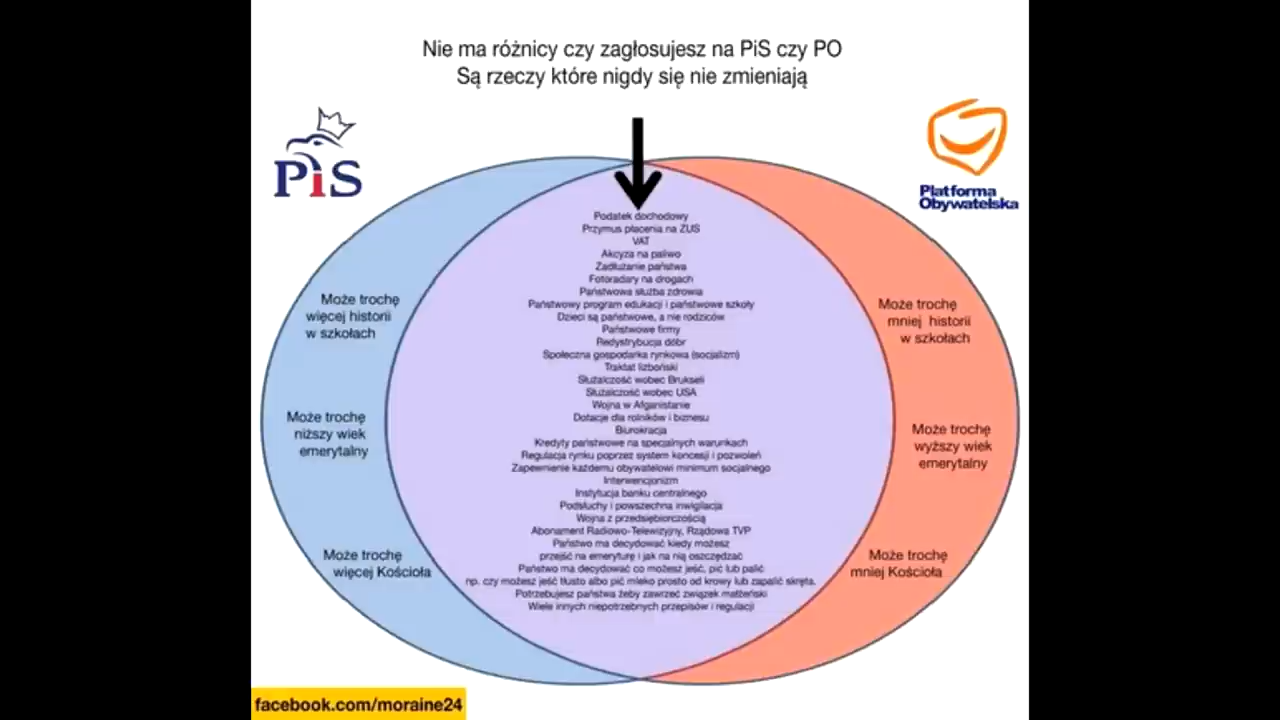 Nie ma różnicy czy zagłosujesz na PiS czy PO
Są rzeczy które nigdy się nie zmieniają
PiS
Platforma
Obywatelska
Podatek dochodowy
Przymus płacenia na ZUS
VAT
Akcyza na paliwo
Zadłużanie państwa
Fotoradary na drogach
Państwowa służba zdrowia
Państwowy program edukacji i państwowe szkoły
Dzieci są państwowe, a nie rodziców
Państwowe firmy
Redystrybucja dóbr
Społeczna gospodarka rynkowa (socjalizm)
Traktat lizboński
Służalczość wobec Brukseli
Służalczość wobec USA
Wojna w Afganistanie
Dotacje dla rolników i biznesu
Biurokracja
Kredyty państwowe na specjalnych warunkach
Regulacja rynku poprzez system koncesji i pozwoleń
Zapewnienie każdemu obywatelowi minimum socjalnego
Interwencjonizm
Instytucja banku centralnego
Podsłuchy i powszechna inwigilacja
Wojna z przedsiębiorczością
Abonament Radiowo-Telewizyjny, Rządowa TVP
Państwo ma decydować kiedy możesz
przejść na emeryturę i jak na nią oszczędzać
Państwo ma decydować co możesz jeść, pić lub palić
np. czy możesz jeść tłusto albo pić mleko prosto od krowy lub zapalić skręta.
Potrzebujesz państwa żeby zawrzeć związek małżeński
Wiele innych niepotrzebnych przepisów i regulacji
Może trochę
więcej historii
w szkołach
Może trochę
niższy wiek
emerytalny
Może trochę
więcej Kościoła
Może trochę
mniej historii
w szkołach
Może trochę
wyższy wiek
emerytalny
Może trochę
mniej Kościoła
facebook.com/moraine24